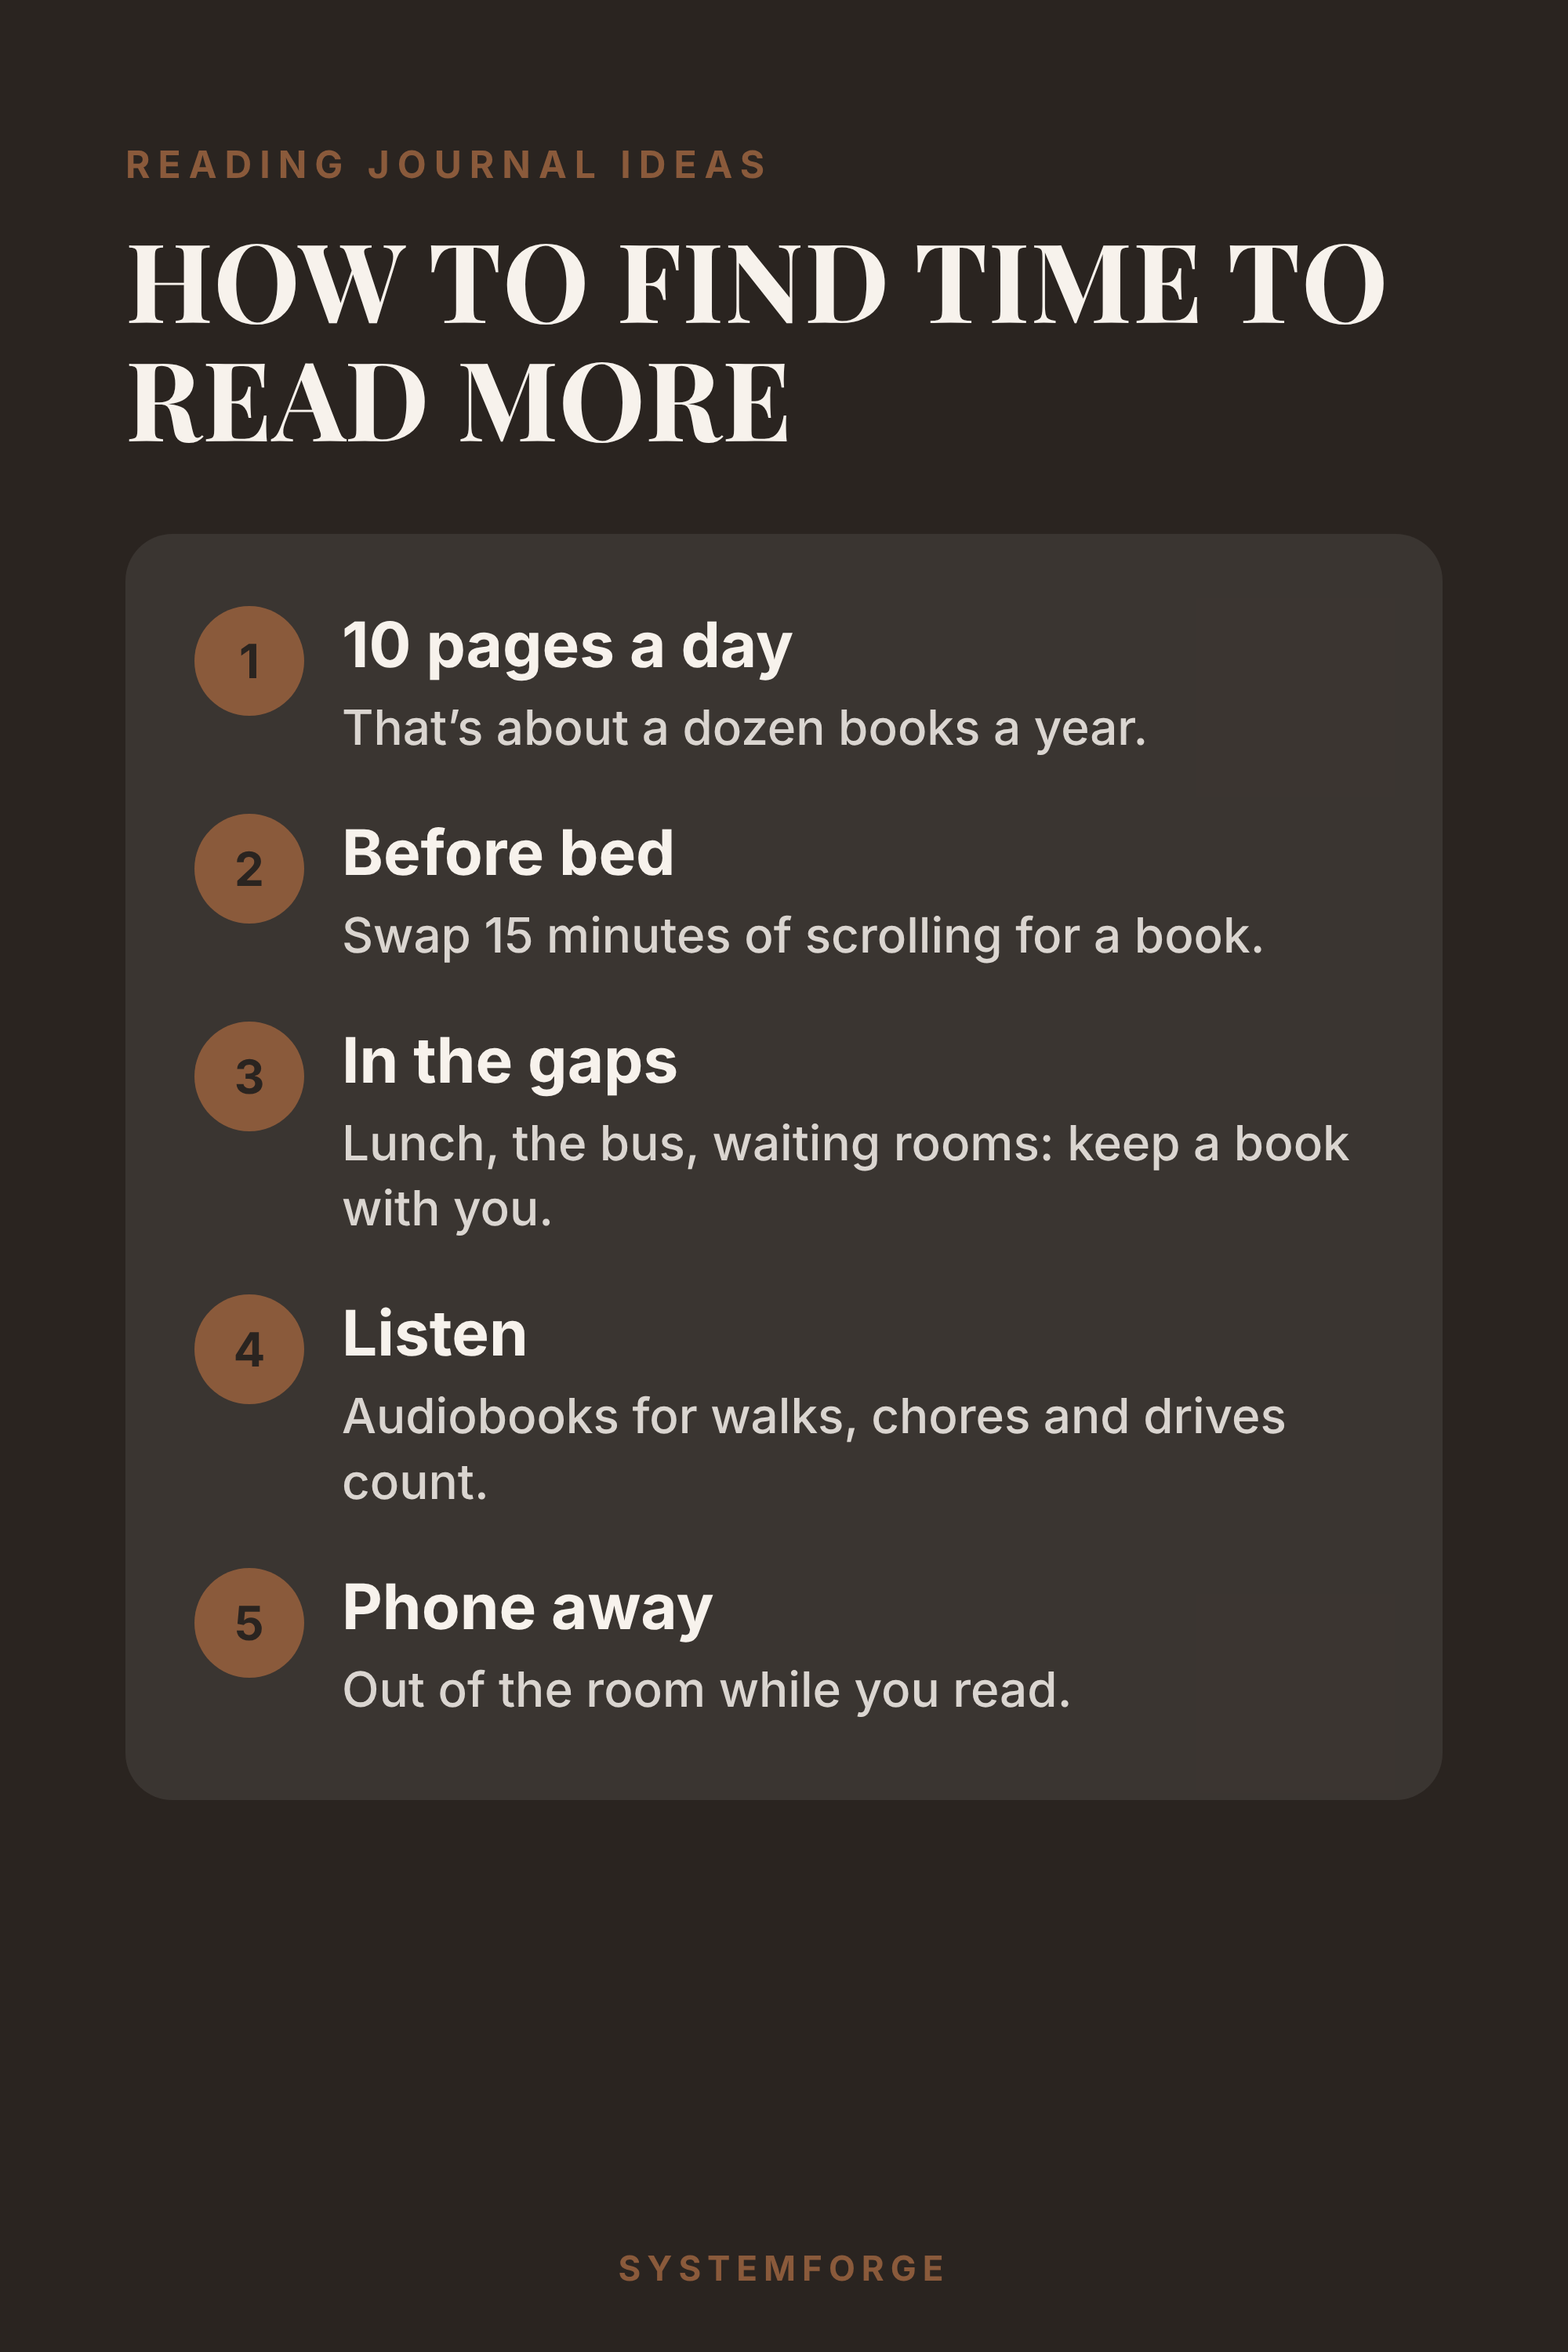 READING JOURNAL IDEAS
HOW TO FIND TIME TO
READ MORE
1
10 pages a day
That’s about a dozen books a year.
2
Before bed
Swap 15 minutes of scrolling for a book.
3
In the gaps
Lunch, the bus, waiting rooms: keep a book
with you.
4
Listen
Audiobooks for walks, chores and drives
count.
5
Phone away
Out of the room while you read.
SYSTEMFORGE